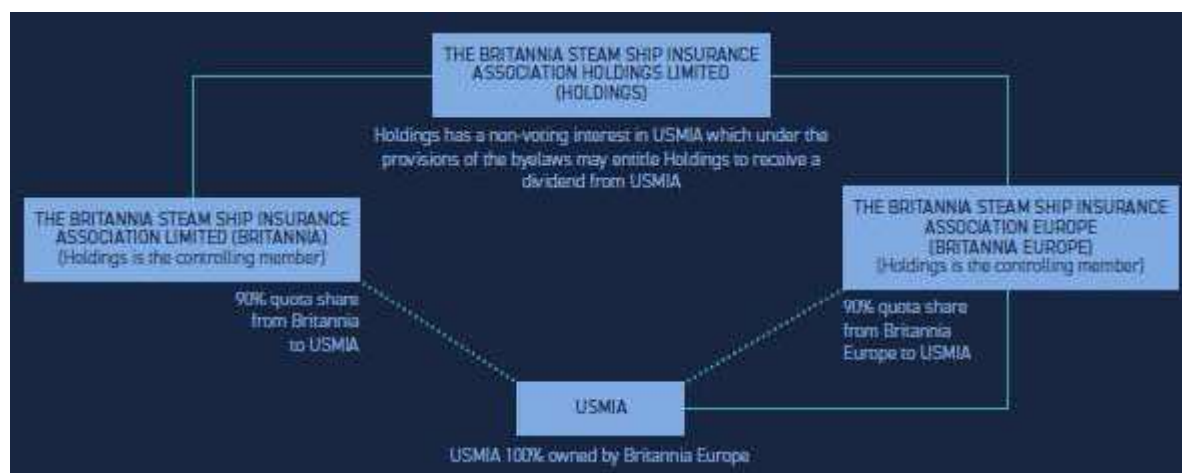 THE BRITANNIA STEAM SHIP INSURANCE
ASSOCIATION HOLDINGS LIMITED
(HOLDINGS)
Holdings has a non-voting interest in USMIA which under the
provisions of the byelaws may entitle Holdings to receive a
dividend from USMIA
THE BRITANNIA STEAM SHIP INSURANCE
ASSOCIATION LIMITED (BRITANNIA)
(Holdings is the controlling member)
THE BRITANNIA STEAM SHIP INSURANCE
ASSOCIATION EUROPE
(BRITANNIA EUROPE)
(Holdings is the controlling member)
90% quota share
from Britannia
to USMIA
90% quota share
from Britannia
Europe to USMIA
USMIA
USMIA 100% owned by Britannia Europe